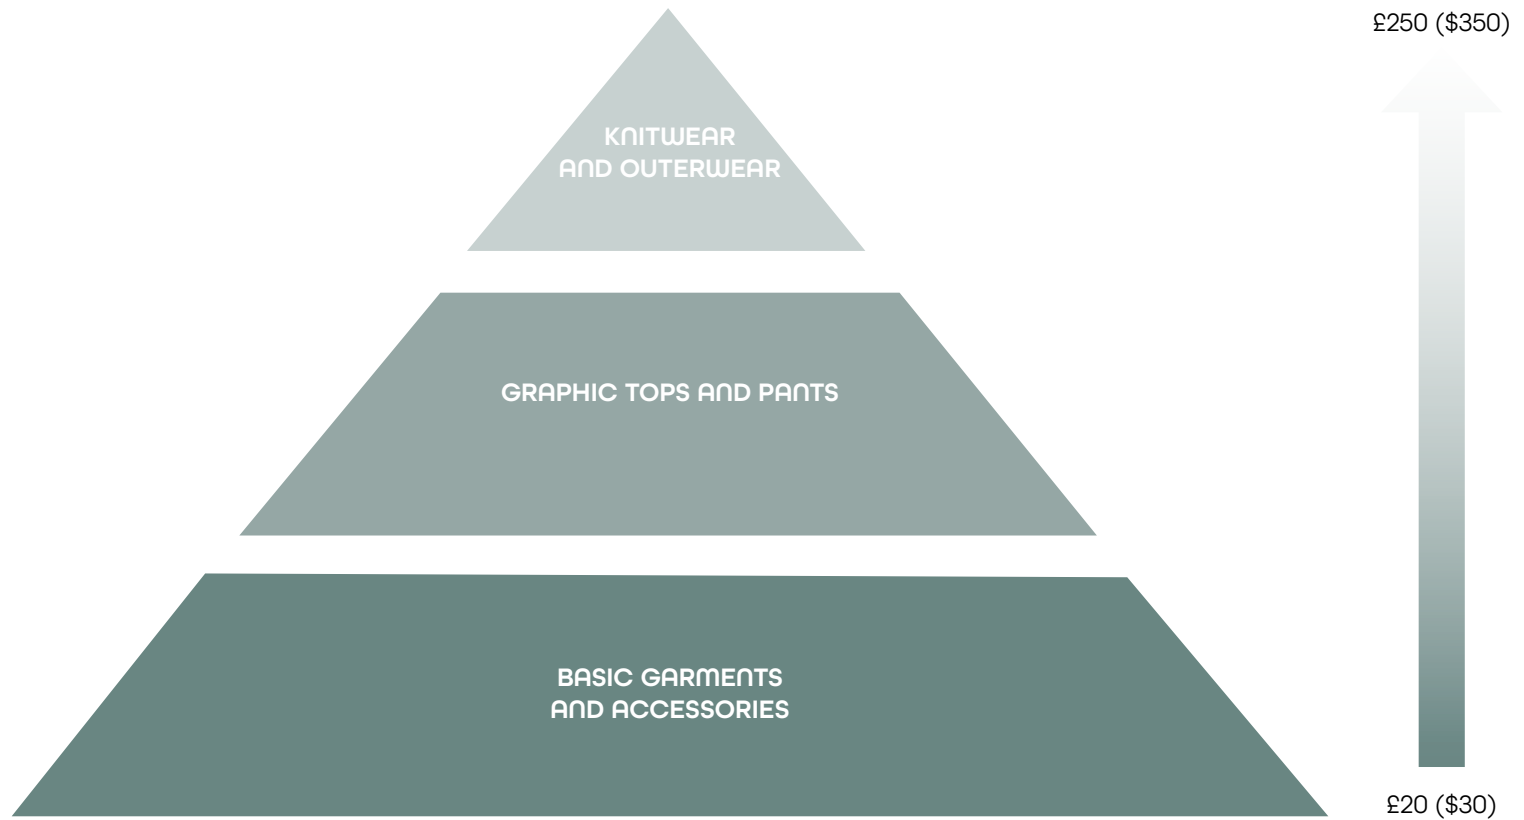 £250 ($350)
KNITWEAR
AND OUTERWEAR
GRAPHIC TOPS AND PANTS
BASIC GARMENTS
AND ACCESSORIES
£20 ($30)